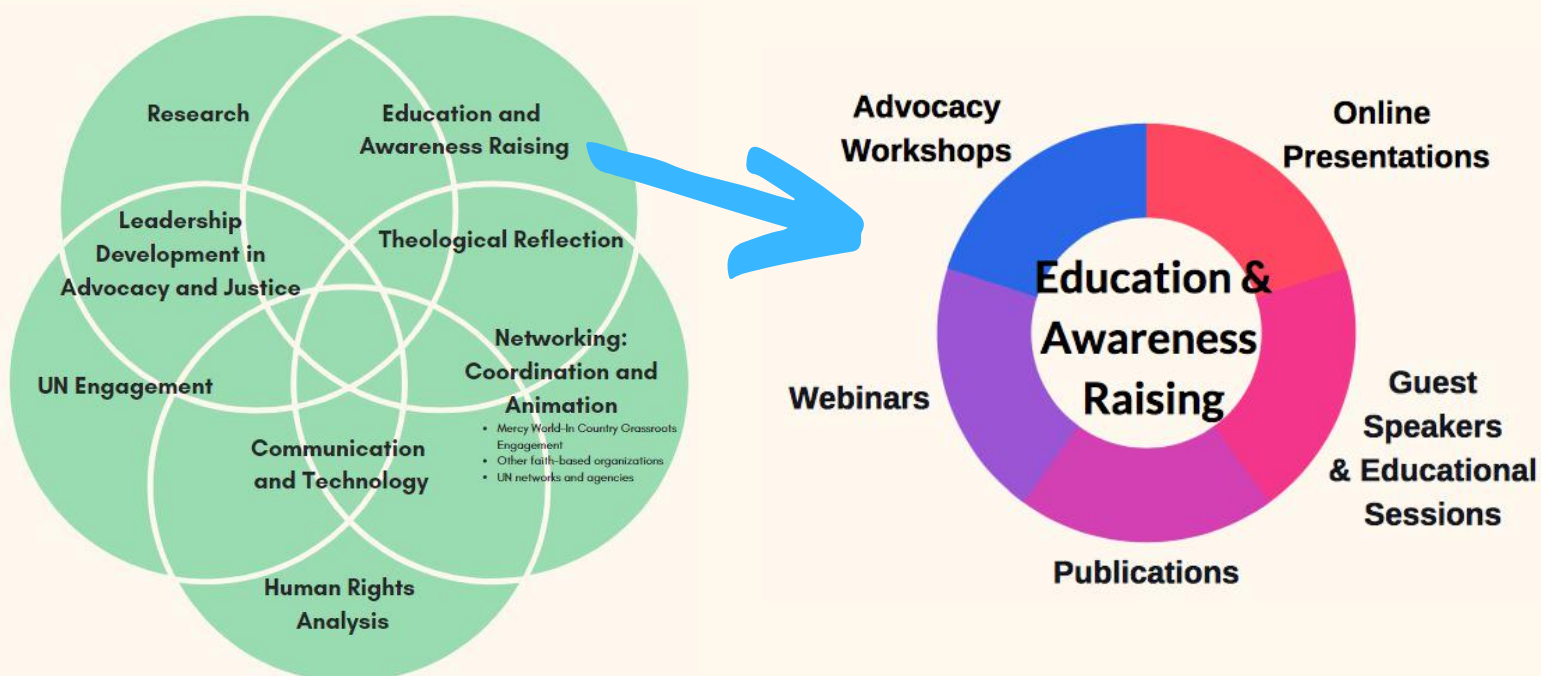 Research
Education and
Awareness Raising
Leadership
Development in
Advocacy and Justice
Theological Reflection
UN Engagement
Networking:
Coordination and
Animation
• Mercy World-In Country Grassroots
Engagement
• Other faith-based organizations
• UN networks and agencies
Communication
and Technology
Human Rights
Analysis
Advocacy
Workshops
Online
Presentations
Education &
Awareness
Raising
Webinars
Guest
Speakers
& Educational
Sessions
Publications